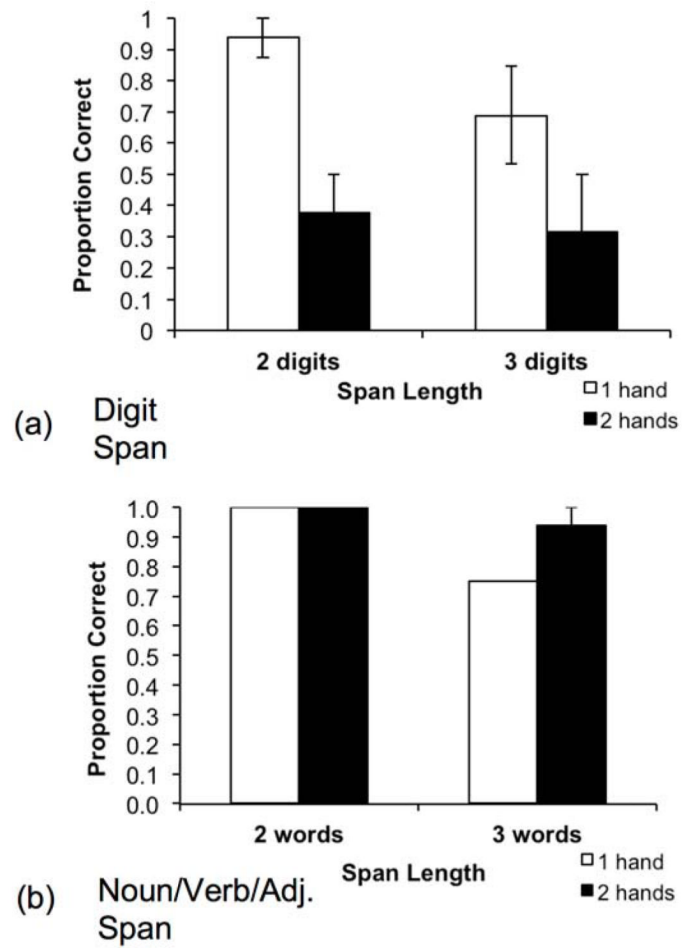 1
0.9
0.8
0.7
0.6
0.5
0.4
0.3
0.2
0.1
0
Proportion Correct
2 digits
3 digits
Span Length
1 hand
2 hands
(a)
Digit
Span
1.0
0.9
0.8
0.7
0.6
0.5
0.4
0.3
0.2
0.1
0.0
Proportion Correct
2 words
3 words
Span Length
1 hand
2 hands
(b)
Noun/Verb/Adj.
Span